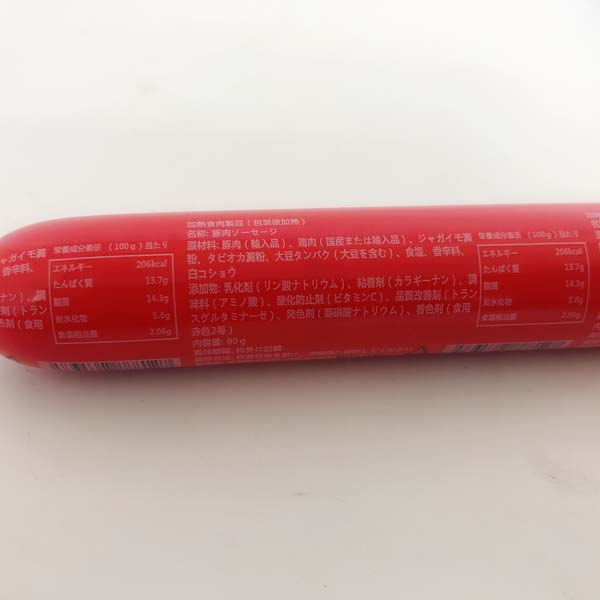 加熱食肉製品（包装後加熱）
名称: 豚肉ソーセージ
原材料: 豚肉（輸入品）、鶏肉（国産または輸入品）、ジャガイモ澱
粉、タピオカ澱粉、大豆タンパウ（大豆を含む）、食塩、香辛料、
白コショウ
添加物: 乳化剤（リン酸ナトリウム）、粘着剤（カラギーナン）、調
味料（アミノ酸）、酸化防止剤（ビタミンC）、品質改善剤（トラン
スグルタミナーゼ）、発色剤（亜硝酸ナトリウム）、着色剤（食用
赤色2号）
内容量: 90g
賞味期限: 枠外に記載
ジャガイモ澱
香辛料、
ナン）、調
剤（トラン
色剤（食用
栄養成分表示 （100g）当たり
エネルギー 206kcal
たんぱく質 13.7g
脂質 14.3g
炭水化物 5.6g
食塩相当量 2.06g
栄養成分表示 （100g）当たり
エネルギー 206kcal
たんぱく質 13.7g
脂質 14.3g
炭水化物 5.6g
食塩相当量 2.06g